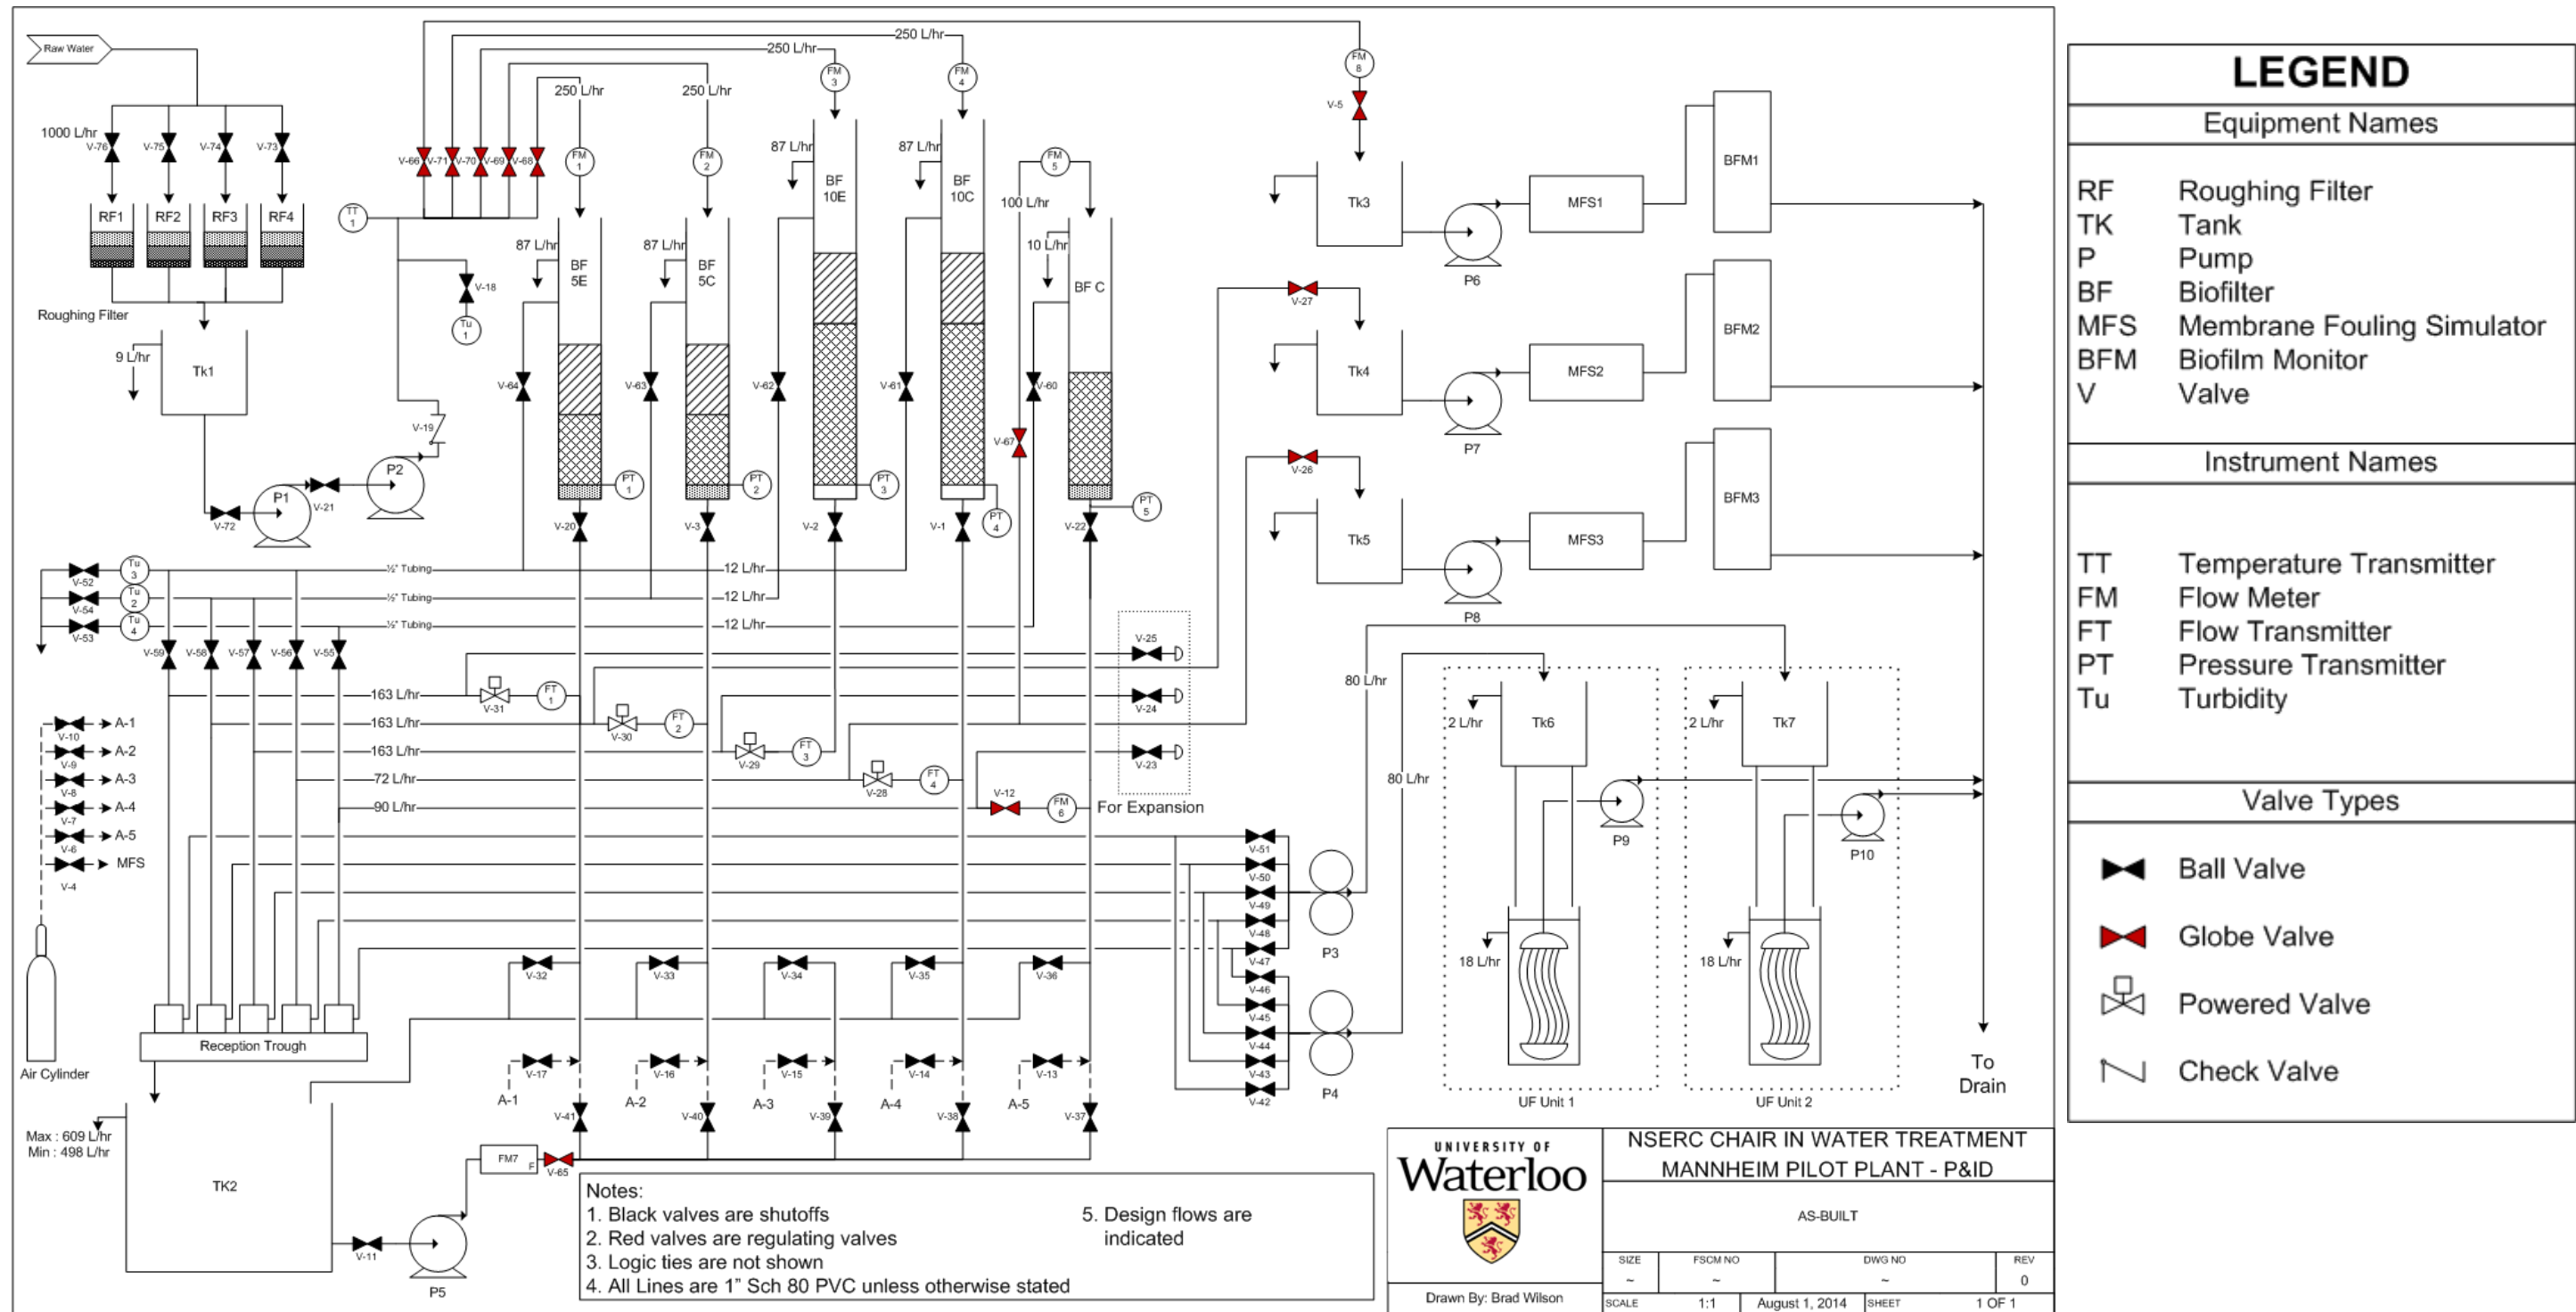 Raw Water
1000 L/hr
V-76
V-75
V-74
V-73
RF1
RF2
RF3
RF4
Roughing Filter
9 L/hr
Tk1
V-72
P1
V-21
P2
V-19
TT
1
V-18
Tu
1
V-66
V-71
V-70
V-69
V-68
250 L/hr
250 L/hr
250 L/hr
250 L/hr
FM
1
FM
2
FM
3
FM
4
FM
5
FM
8
V-5
87 L/hr
87 L/hr
87 L/hr
87 L/hr
100 L/hr
10 L/hr
BF
5E
BF
5C
BF
10E
BF
10C
BF C
V-64
V-63
V-62
V-61
V-60
V-67
PT
1
PT
2
PT
3
PT
4
PT
5
V-20
V-3
V-2
V-1
V-22
Tk3
P6
MFS1
BFM1
V-27
Tk4
P7
MFS2
BFM2
V-26
Tk5
P8
MFS3
BFM3
V-52
Tu
3
½" Tubing
12 L/hr
V-54
Tu
2
½" Tubing
12 L/hr
V-53
Tu
4
½" Tubing
12 L/hr
V-59
V-58
V-57
V-56
V-55
V-25
V-24
V-23
For Expansion
163 L/hr
V-31
FT
1
163 L/hr
V-30
FT
2
163 L/hr
V-29
FT
3
72 L/hr
V-28
FT
4
90 L/hr
V-12
FM
6
V-10
A-1
V-9
A-2
V-8
A-3
V-7
A-4
V-6
A-5
V-4
MFS
Air Cylinder
V-51
V-50
V-49
V-48
V-47
V-46
V-45
V-44
V-43
V-42
P3
P4
80 L/hr
80 L/hr
2 L/hr
Tk6
18 L/hr
P9
UF Unit 1
2 L/hr
Tk7
18 L/hr
P10
UF Unit 2
To
Drain
V-32
V-33
V-34
V-35
V-36
Reception Trough
V-17
V-16
V-15
V-14
V-13
A-1
A-2
A-3
A-4
A-5
V-41
V-40
V-39
V-38
V-37
Max : 609 L/hr
Min : 498 L/hr
TK2
V-11
P5
FM7
F
V-65
Notes:
1. Black valves are shutoffs
2. Red valves are regulating valves
3. Logic ties are not shown
4. All Lines are 1" Sch 80 PVC unless otherwise stated
5. Design flows are
indicated
UNIVERSITY OF
Waterloo
Drawn By: Brad Wilson
NSERC CHAIR IN WATER TREATMENT
MANNHEIM PILOT PLANT - P&ID
AS-BUILT
SIZE
FSCM NO
DWG NO
REV
~
~
~
0
SCALE
1:1
August 1, 2014
SHEET
1 OF 1
LEGEND
Equipment Names
RF Roughing Filter
TK Tank
P Pump
BF Biofilter
MFS Membrane Fouling Simulator
BFM Biofilm Monitor
V Valve
Instrument Names
TT Temperature Transmitter
FM Flow Meter
FT Flow Transmitter
PT Pressure Transmitter
Tu Turbidity
Valve Types
Ball Valve
Globe Valve
Powered Valve
Check Valve